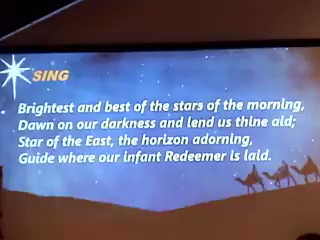 SING
Brightest and best of the stars of the morning,
Dawn on our darkness and lend us thine aid;
Star of the East, the horizon adorning,
Guide where our infant Redeemer is laid.